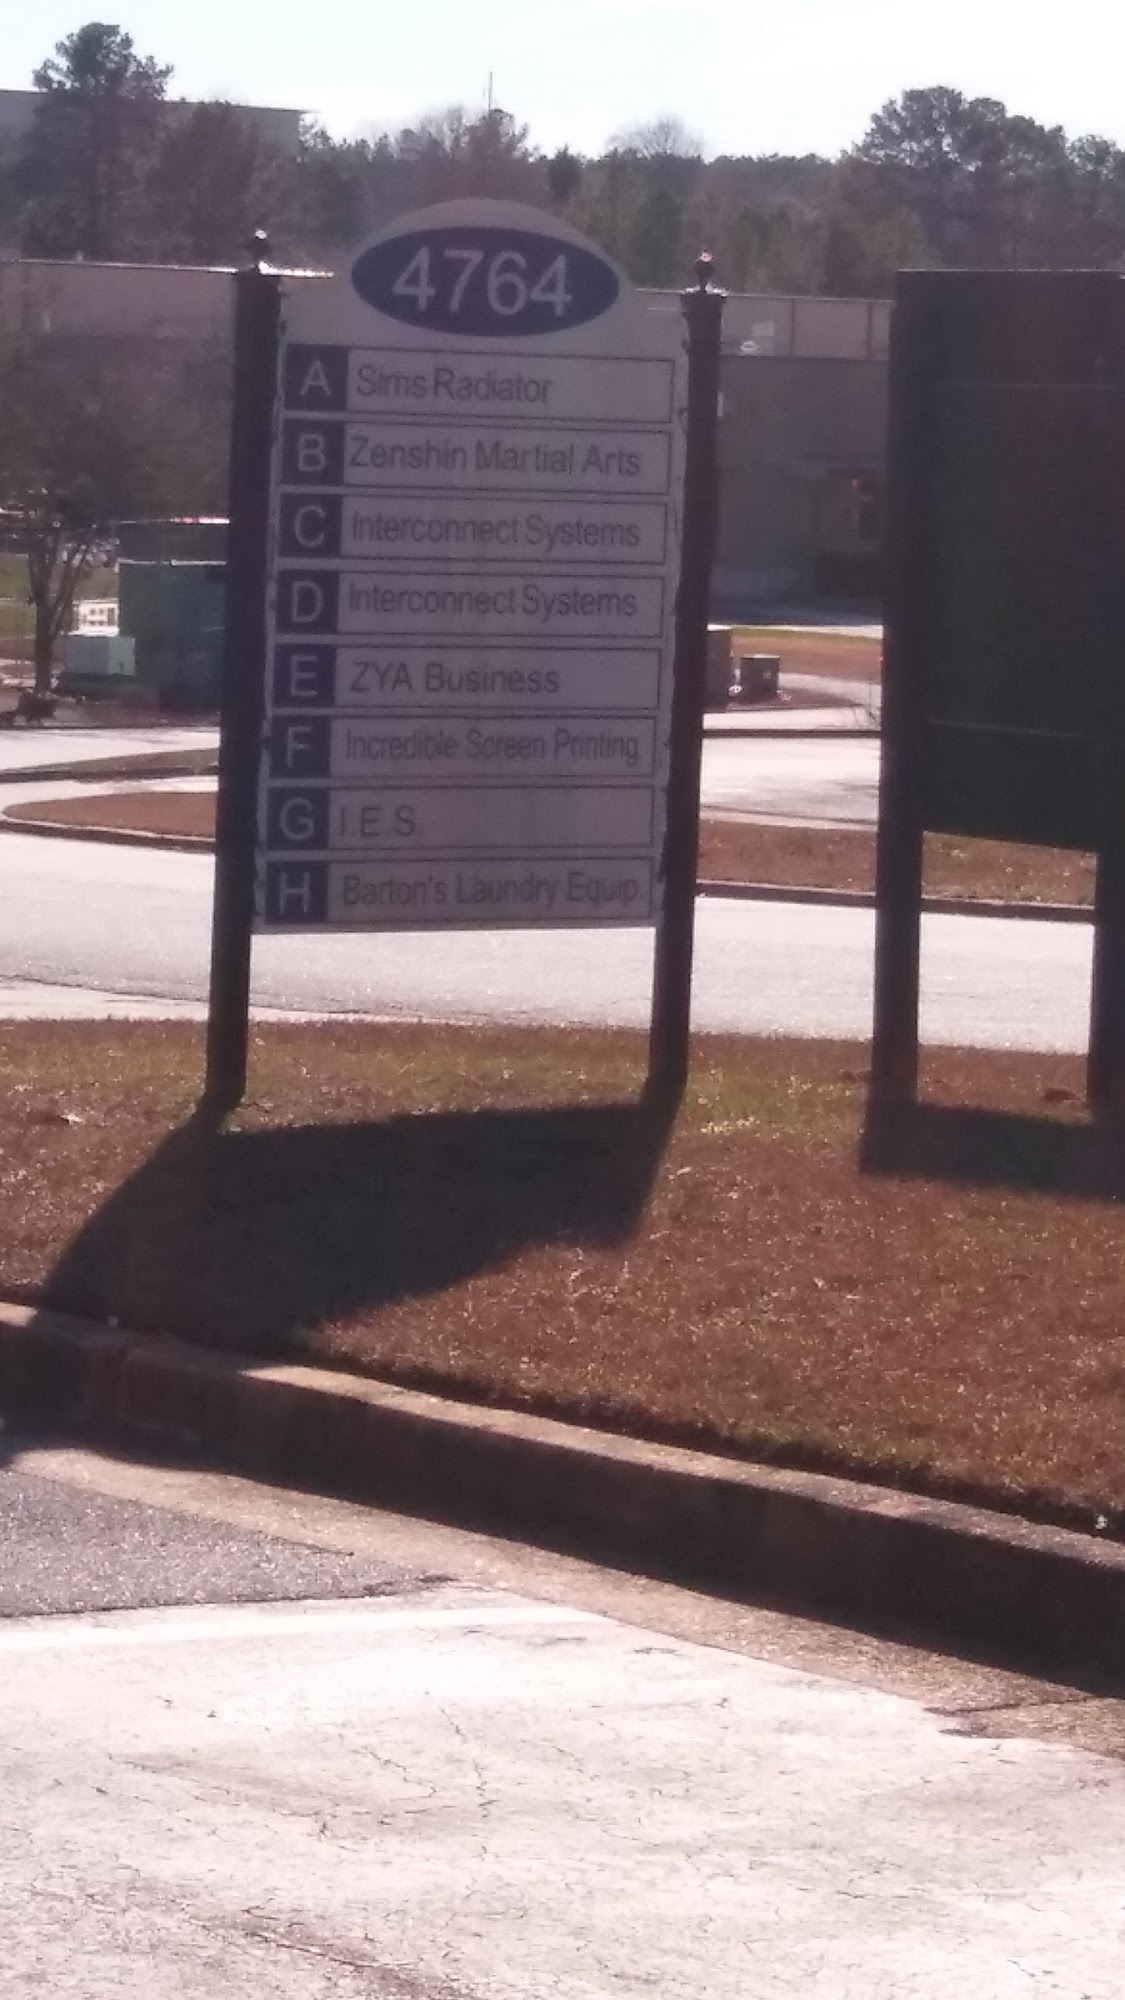 4764
A Sims Radiator
B Zenshin Martial Arts
C Interconnect Systems
D Interconnect Systems
E ZYA Business
F Incredible Screen Printing
G I.E.S.
H Barton's Laundry Equip.